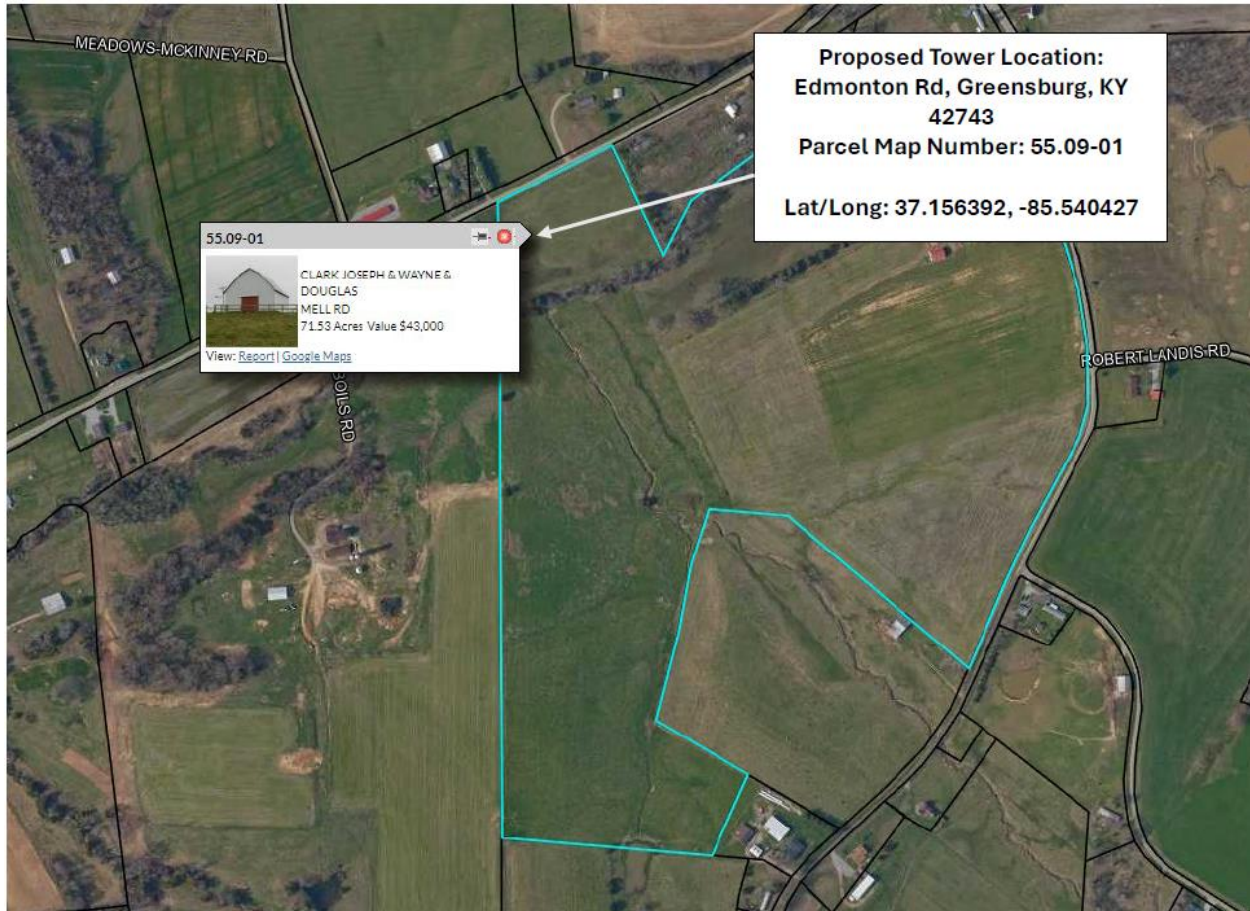 MEADOWS-MCKINNEY RD
Proposed Tower Location:
Edmonton Rd, Greensburg, KY
42743
Parcel Map Number: 55.09-01
Lat/Long: 37.156392, -85.540427
55.09-01
CLARK JOSEPH & WAYNE &
DOUGLAS
MELL RD
71.53 Acres Value $43,000
View: Report | Google Maps
BOILS RD
ROBERT LANDIS RD